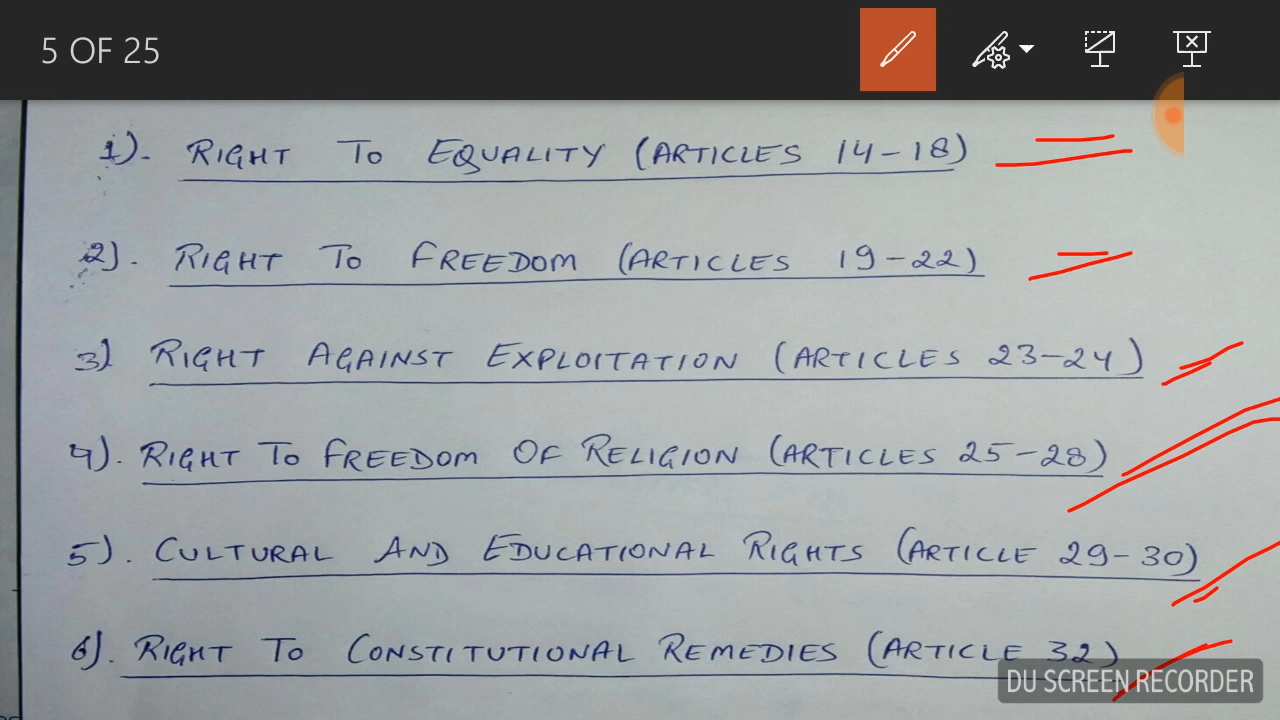 5 OF 25
1). RIGHT TO EQUALITY (ARTICLES 14-18)
2). RIGHT TO FREEDOM (ARTICLES 19-22)
3) RIGHT AGAINST EXPLOITATION (ARTICLES 23-24)
4). RIGHT TO FREEDOM OF RELIGION (ARTICLES 25-28)
5). CULTURAL AND EDUCATIONAL RIGHTS (ARTICLE 29-30)
6). RIGHT TO CONSTITUTIONAL REMEDIES (ARTICLE 32)
DU SCREEN RECORDER